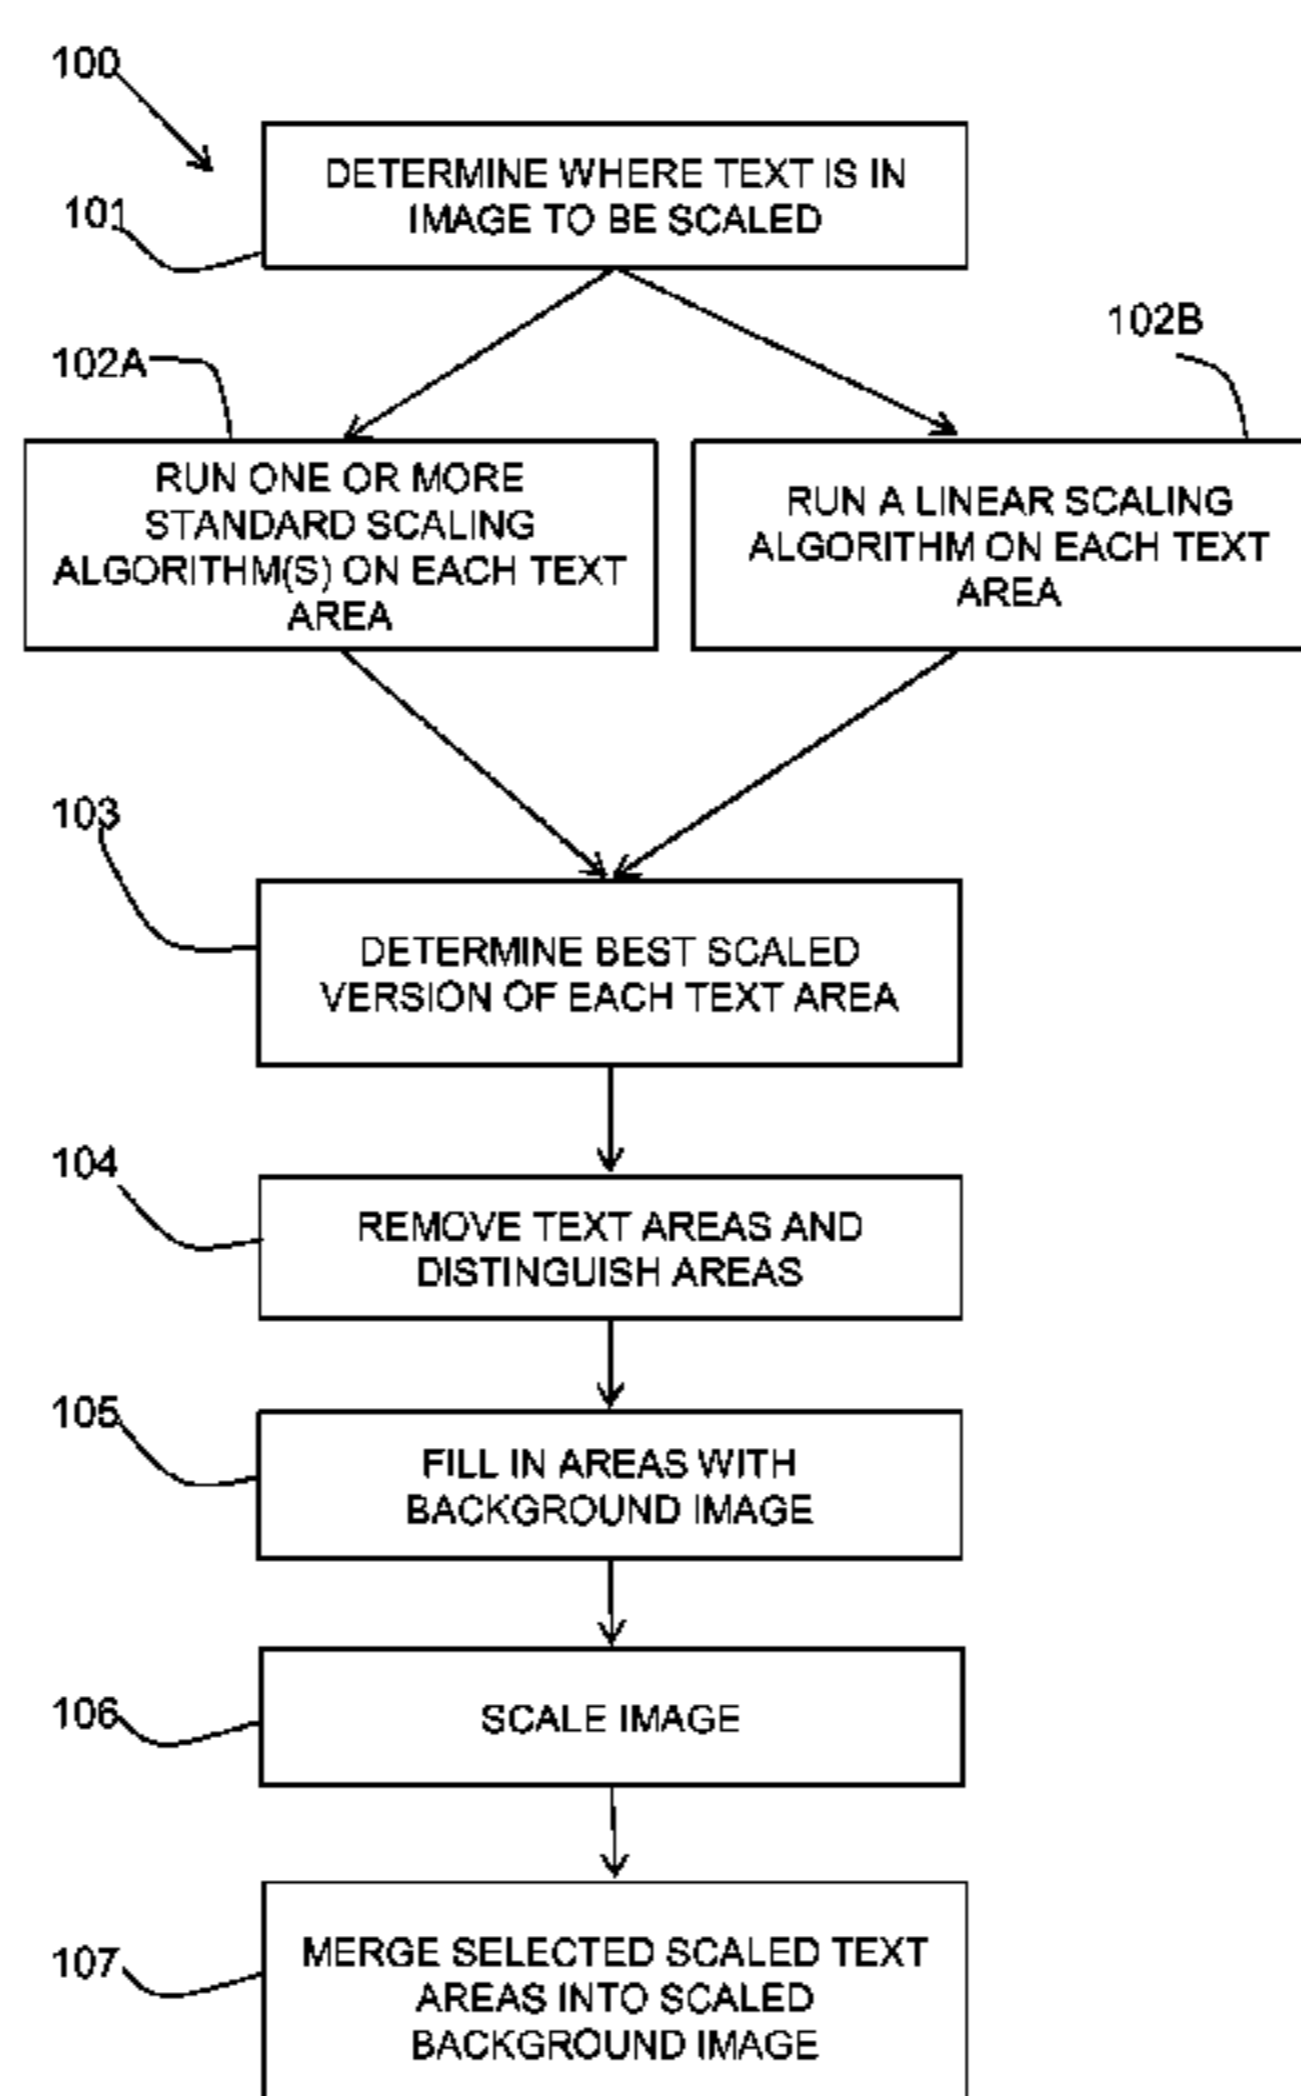 100
DETERMINE WHERE TEXT IS IN
IMAGE TO BE SCALED
101
102B
102A
RUN ONE OR MORE
STANDARD SCALING
ALGORITHM(S) ON EACH TEXT
AREA
RUN A LINEAR SCALING
ALGORITHM ON EACH TEXT
AREA
103
DETERMINE BEST SCALED
VERSION OF EACH TEXT AREA
104
REMOVE TEXT AREAS AND
DISTINGUISH AREAS
105
FILL IN AREAS WITH
BACKGROUND IMAGE
106
SCALE IMAGE
107
MERGE SELECTED SCALED TEXT
AREAS INTO SCALED
BACKGROUND IMAGE